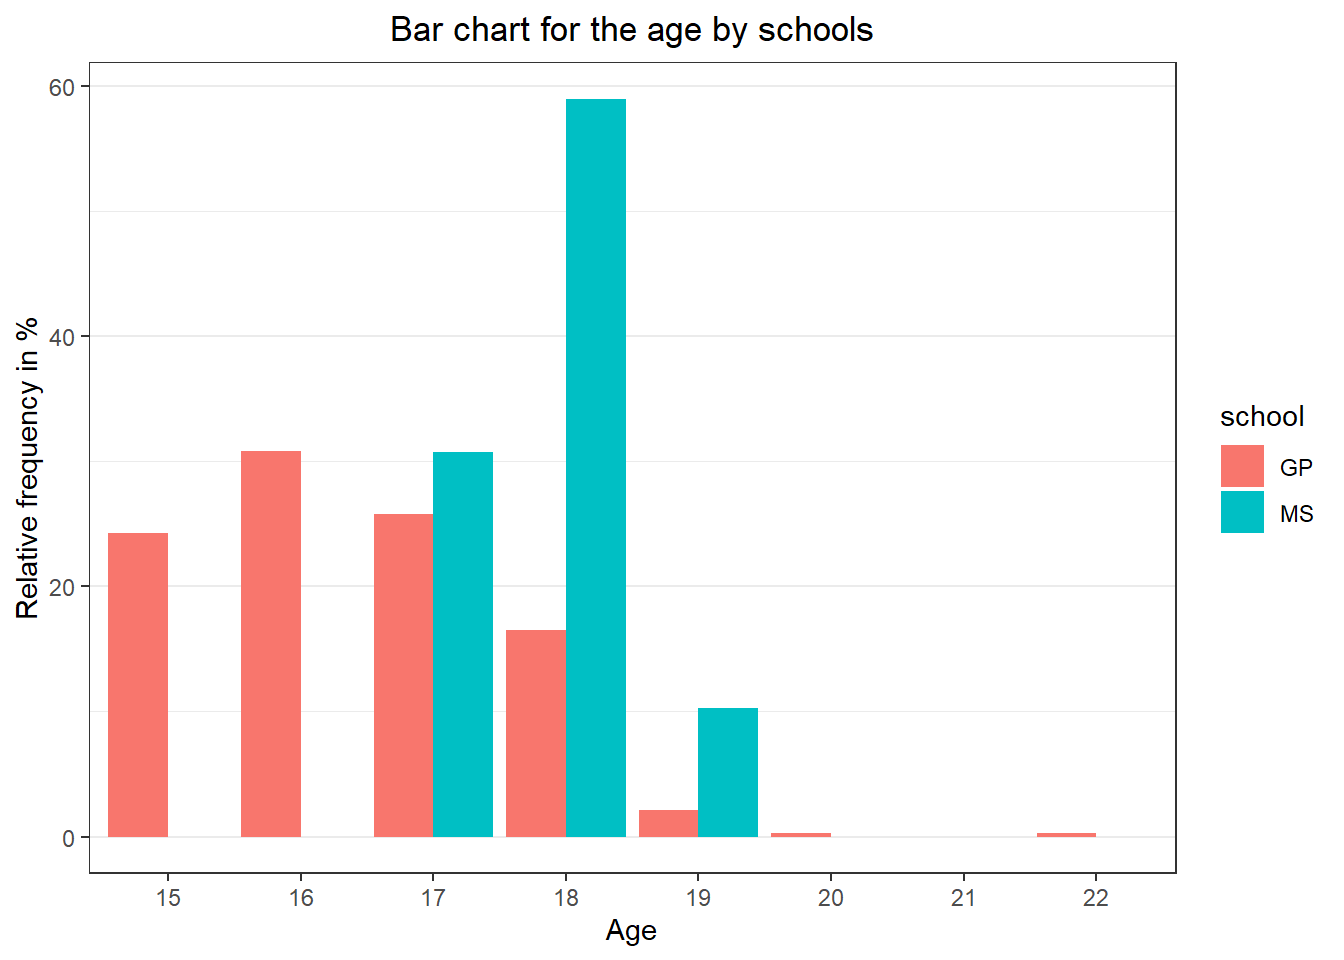 Bar chart for the age by schools
Relative frequency in %
60
40
20
0
15 16 17 18 19 20 21 22
Age
school
GP
MS